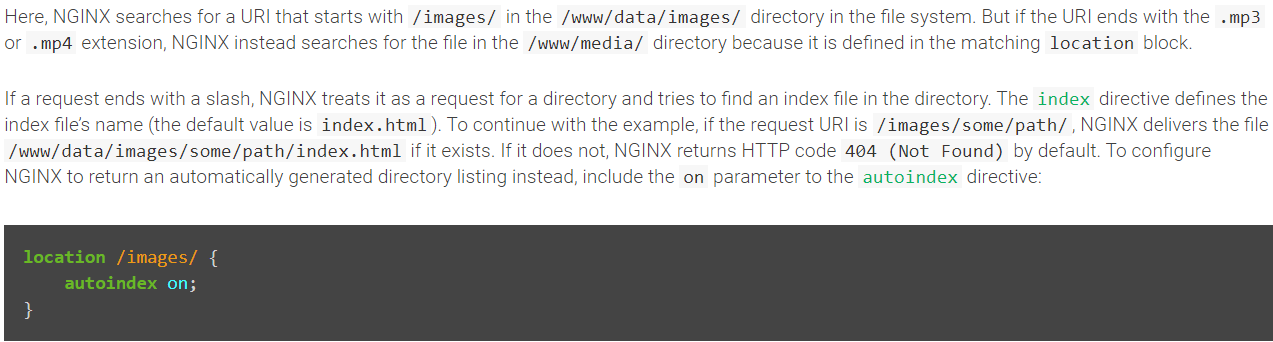 Here, NGINX searches for a URI that starts with /images/ in the /www/data/images/ directory in the file system. But if the URI ends with the .mp3
or .mp4 extension, NGINX instead searches for the file in the /www/media/ directory because it is defined in the matching location block.
If a request ends with a slash, NGINX treats it as a request for a directory and tries to find an index file in the directory. The index directive defines the
index file’s name (the default value is index.html). To continue with the example, if the request URI is /images/some/path/, NGINX delivers the file
/www/data/images/some/path/index.html if it exists. If it does not, NGINX returns HTTP code 404 (Not Found) by default. To configure
NGINX to return an automatically generated directory listing instead, include the on parameter to the autoindex directive:
location /images/ {
    autoindex on;
}